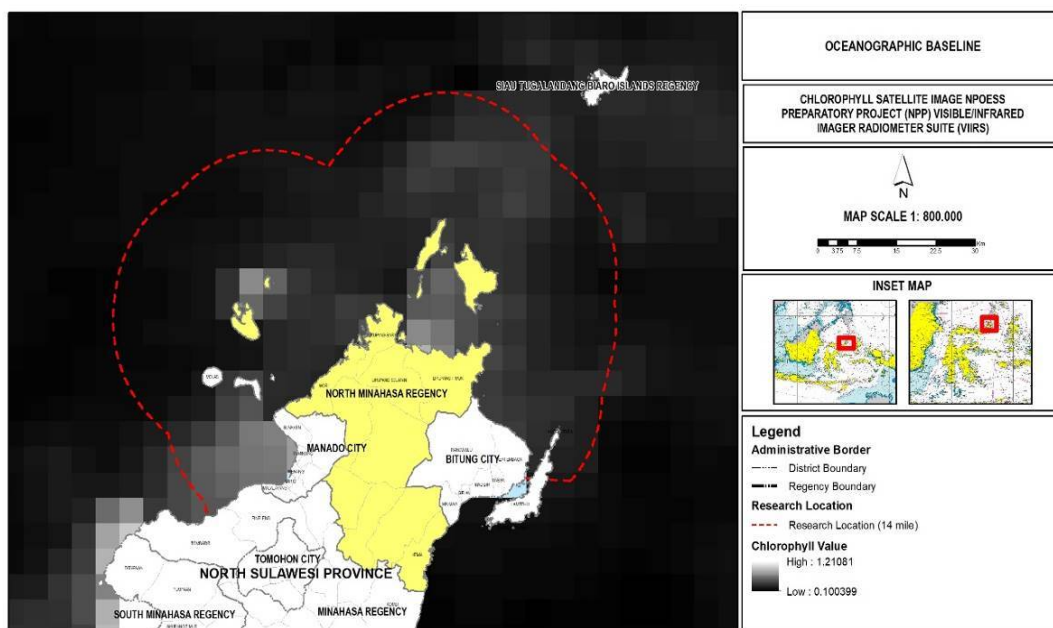 SIAU TUGALANDANG BIARO ISLANDS REGENCY
NORTH MINAHASA REGENCY
MANADO CITY
BITUNG CITY
TOMOHON CITY
NORTH SULAWESI PROVINCE
SOUTH MINAHASA REGENCY
MINAHASA REGENCY
OCEANOGRAPHIC BASELINE
CHLOROPHYLL SATELLITE IMAGE NPOESS
PREPARATORY PROJECT (NPP) VISIBLE/INFRARED
IMAGER RADIOMETER SUITE (VIIRS)
N
MAP SCALE 1: 800.000
0 3.75 7.5 15 22.5 30 Km
INSET MAP
Legend
Administrative Border
District Boundary
Regency Boundary
Research Location
Research Location (14 mile)
Chlorophyll Value
High : 1.21081
Low : 0.100399